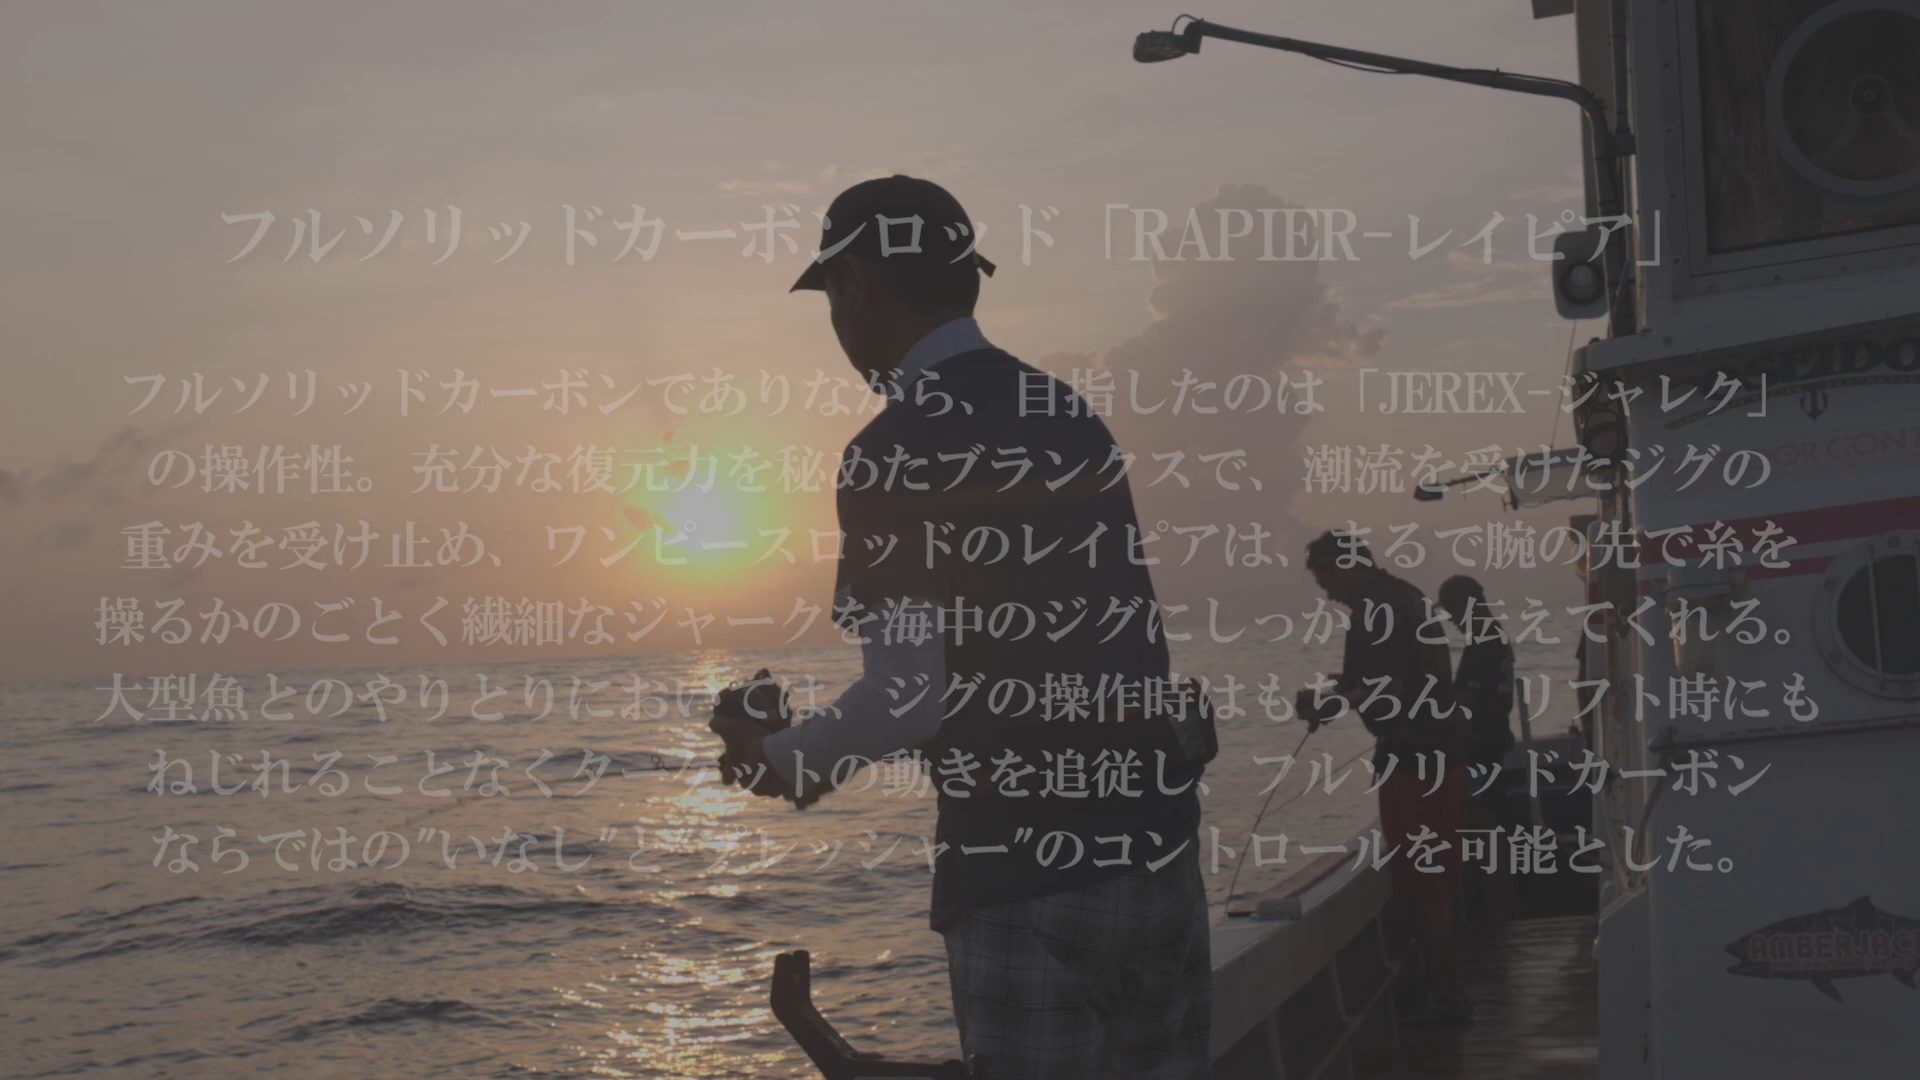 フルソリッドカーボンロッド「RAPIER-レイピア」
フルソリッドカーボンでありながら、目指したのは「JEREX-ジャレク」
の操作性。充分な復元力を秘めたブランクスで、潮流を受けたジグの
重みを受け止め、ワンピースロッドのレイピアは、まるで腕の先で糸を
操るかのごとく繊細なジャークを海中のジグにしっかりと伝えてくれる。
大型魚とのやりとりにおいては、ジグの操作時はもちろん、リフト時にも
ねじれることなくターゲットの動きを追従し、フルソリッドカーボン
ならではの"いなし"と"プレッシャー"のコントロールを可能とした。
AMBERJAC